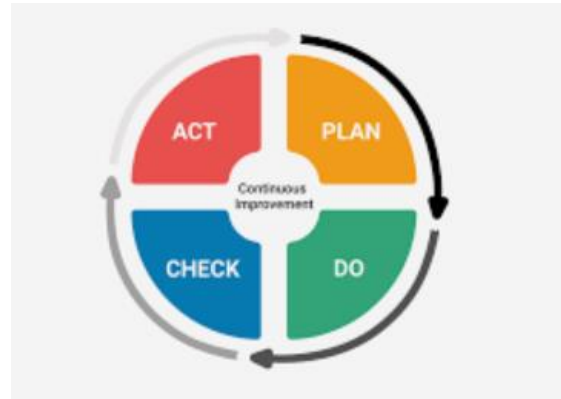 ACT
PLAN
Continuous
Improvement
CHECK
DO